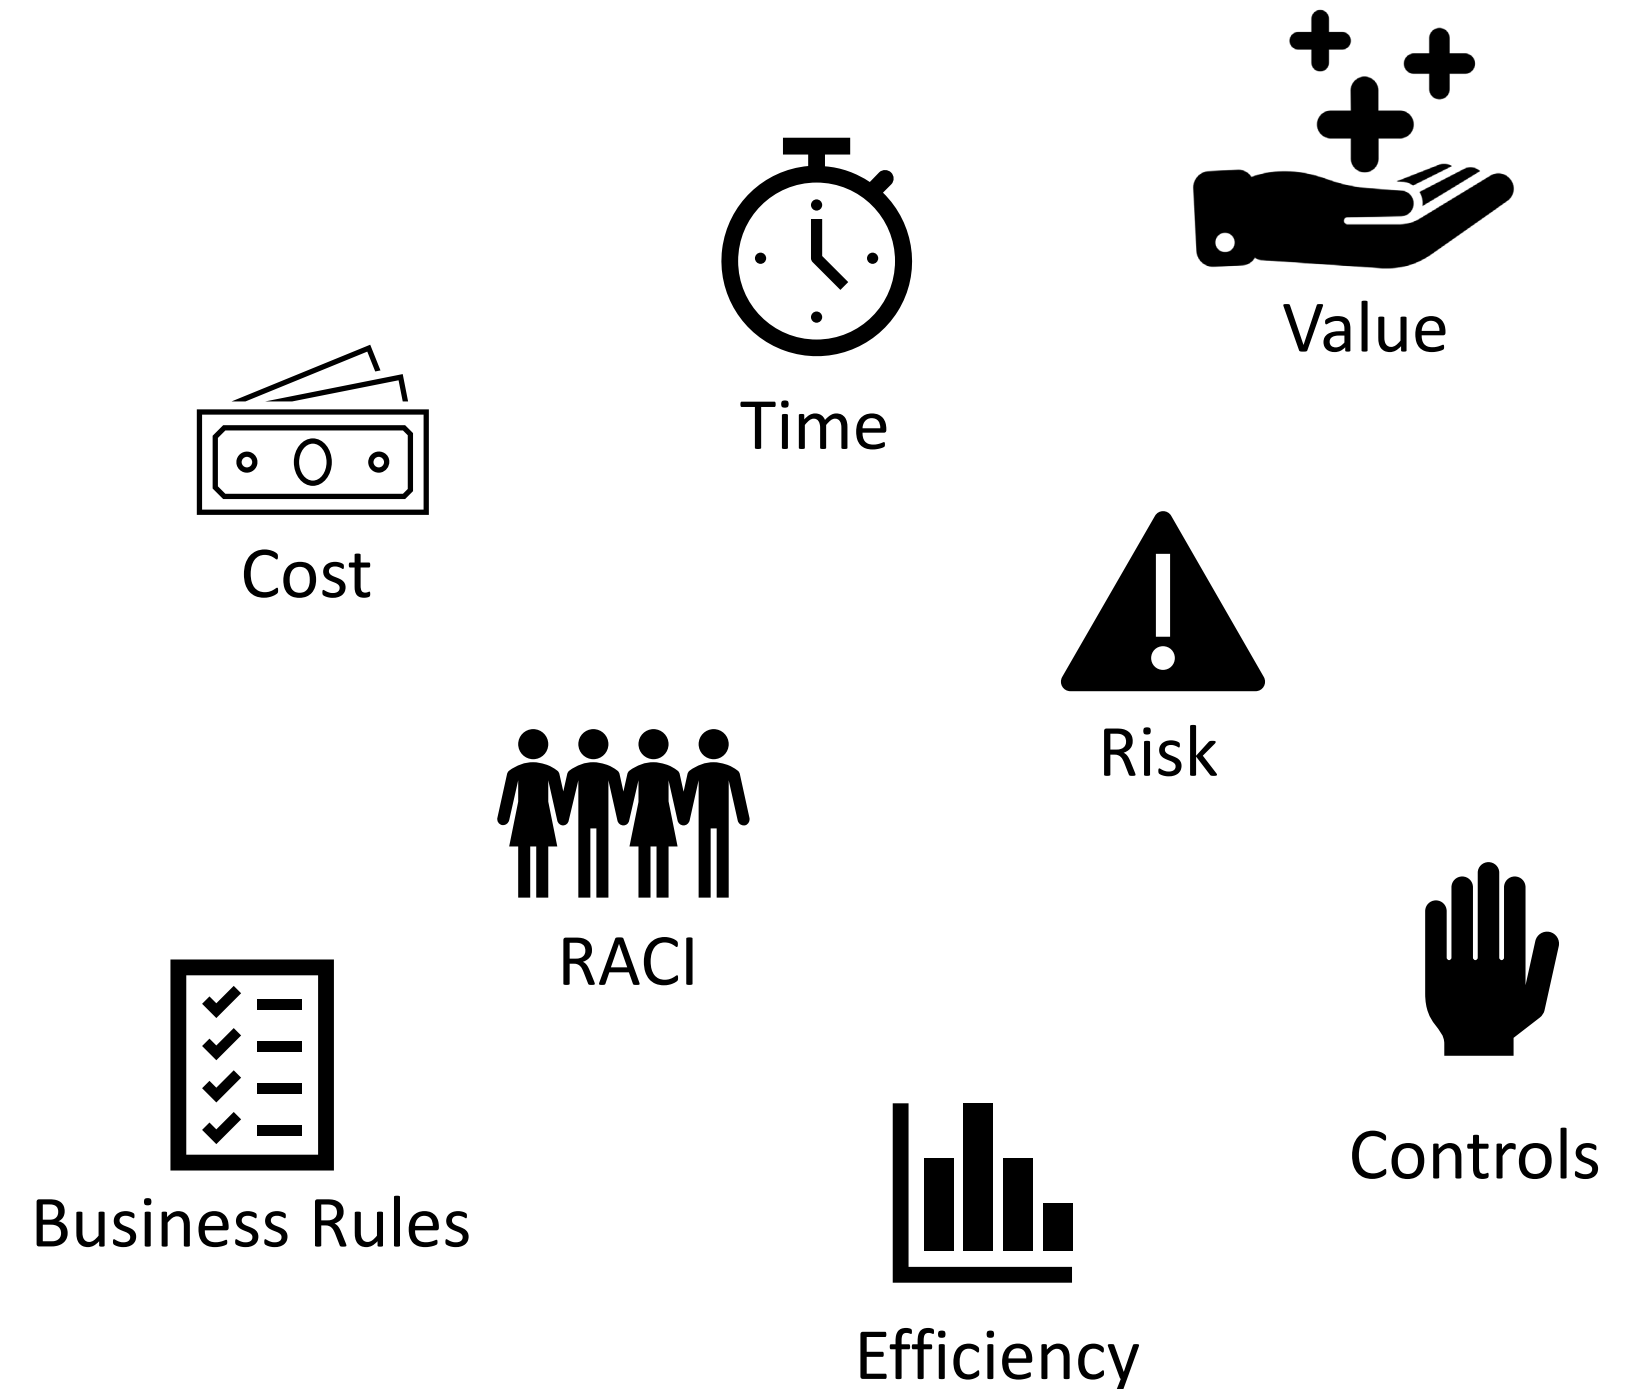 Value
Time
Cost
Risk
RACI
Controls
Business Rules
Efficiency